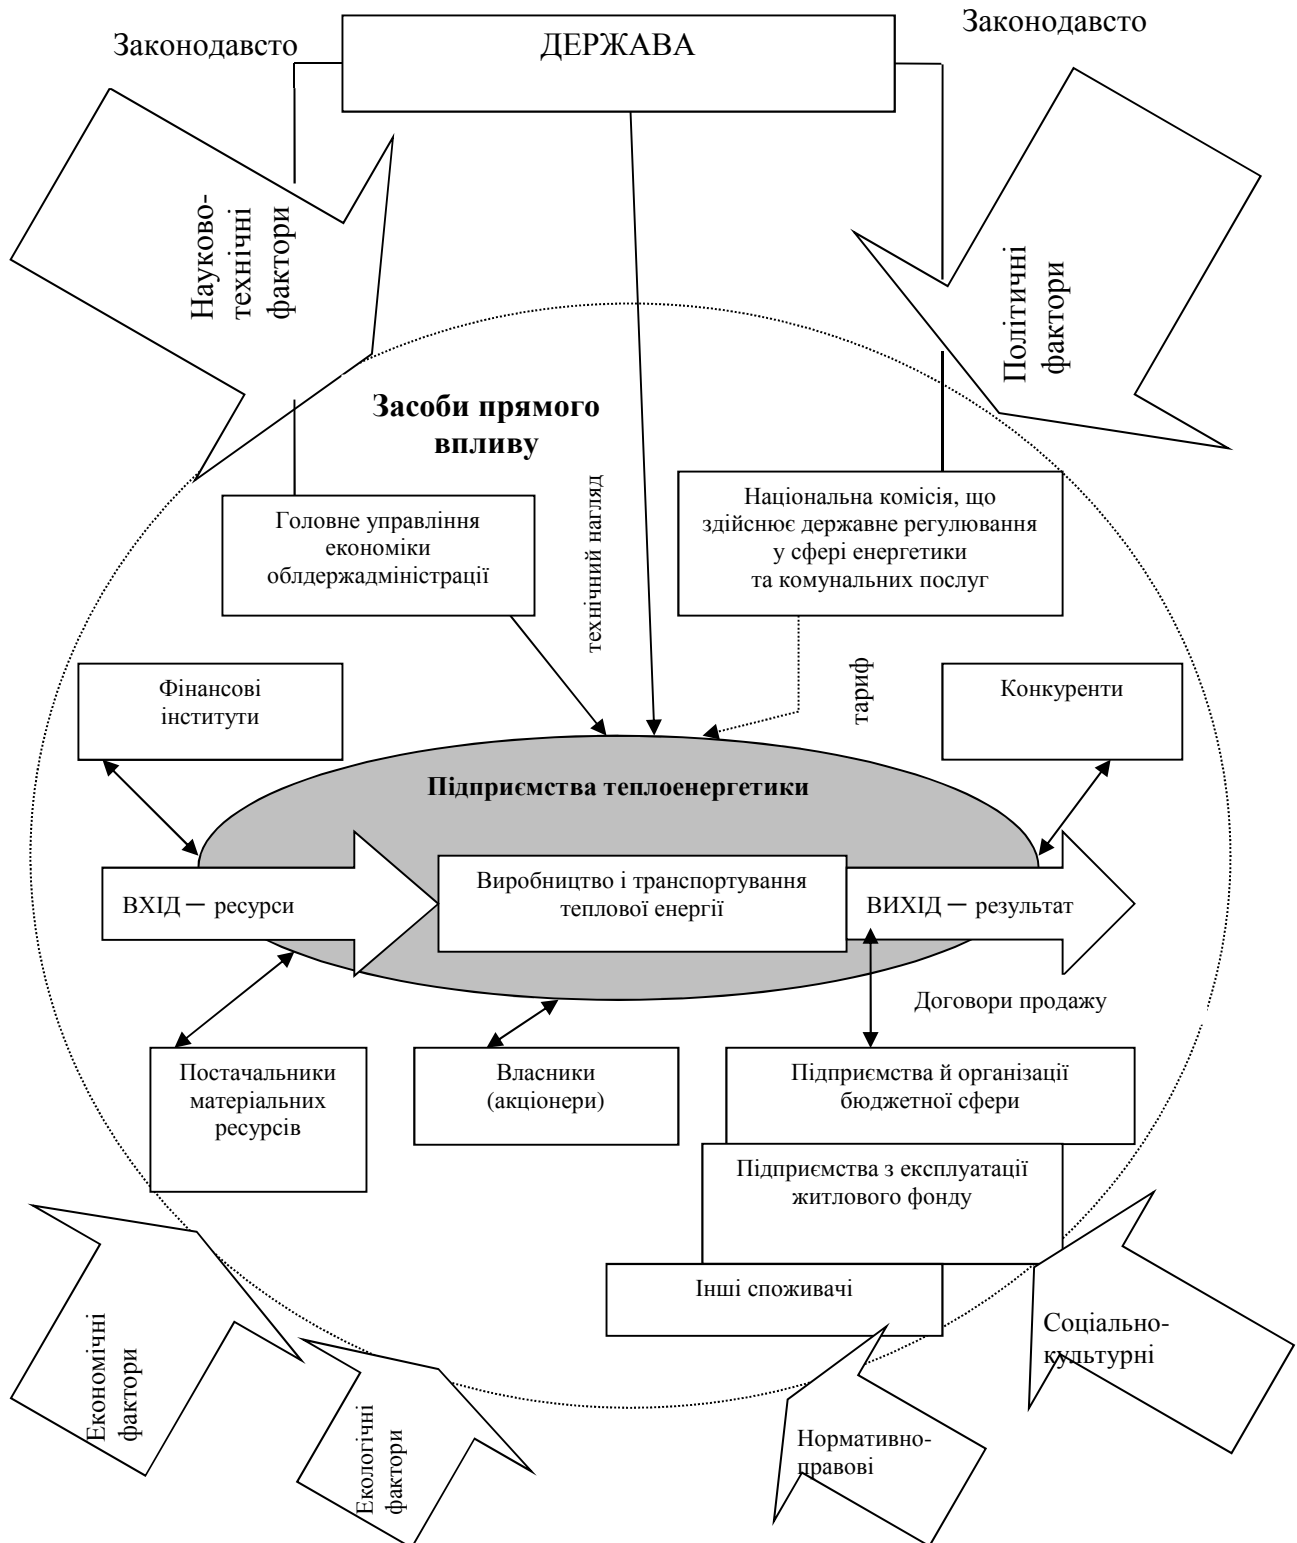 Законодавсто
ДЕРЖАВА
Законодавсто
Науково-
технічні
фактори
Політичні
фактори
Засоби прямого
впливу
технічний нагляд
Головне управління
економіки
облдержадміністрації
Національна комісія, що
здійснює державне регулювання
у сфері енергетики
та комунальних послуг
тариф
Фінансові
інститути
Конкуренти
Підприємства теплоенергетики
ВХІД — ресурси
Виробництво і транспортування
теплової енергії
ВИХІД — результат
Договори продажу
Постачальники
матеріальних
ресурсів
Власники
(акціонери)
Підприємства й організації
бюджетної сфери
Підприємства з експлуатації
житлового фонду
Інші споживачі
Економічні
фактори
Екологічні
фактори
Нормативно-
правові
Соціально-
культурні